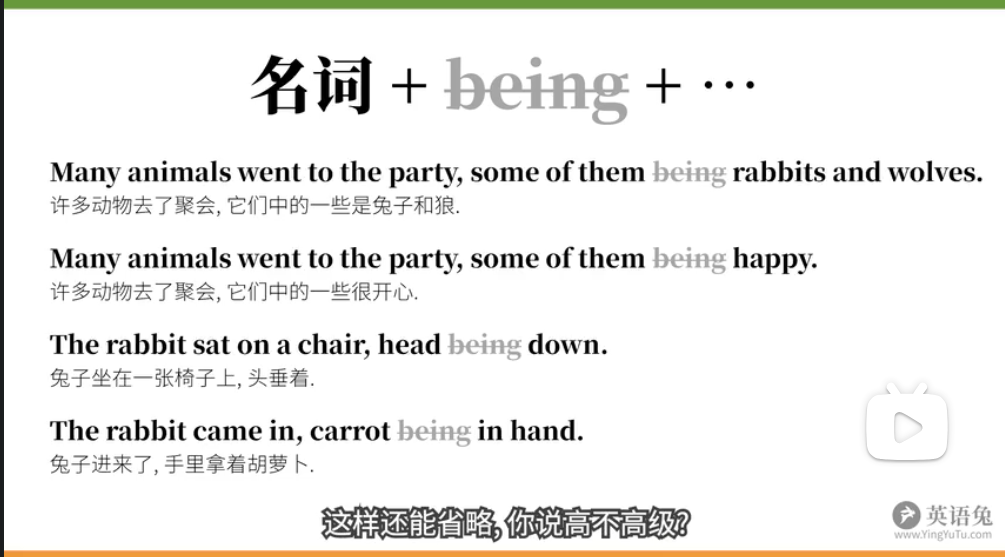 名词 + being + …
Many animals went to the party, some of them being rabbits and wolves.
许多动物去了聚会, 它们中的一些是兔子和狼.
Many animals went to the party, some of them being happy.
许多动物去了聚会, 它们中的一些很开心.
The rabbit sat on a chair, head being down.
兔子坐在一张椅子上, 头垂着.
The rabbit came in, carrot being in hand.
兔子进来了, 手里拿着胡萝卜.
这样还能省略, 你说高不高级?
英语兔
www.YingYuTu.com